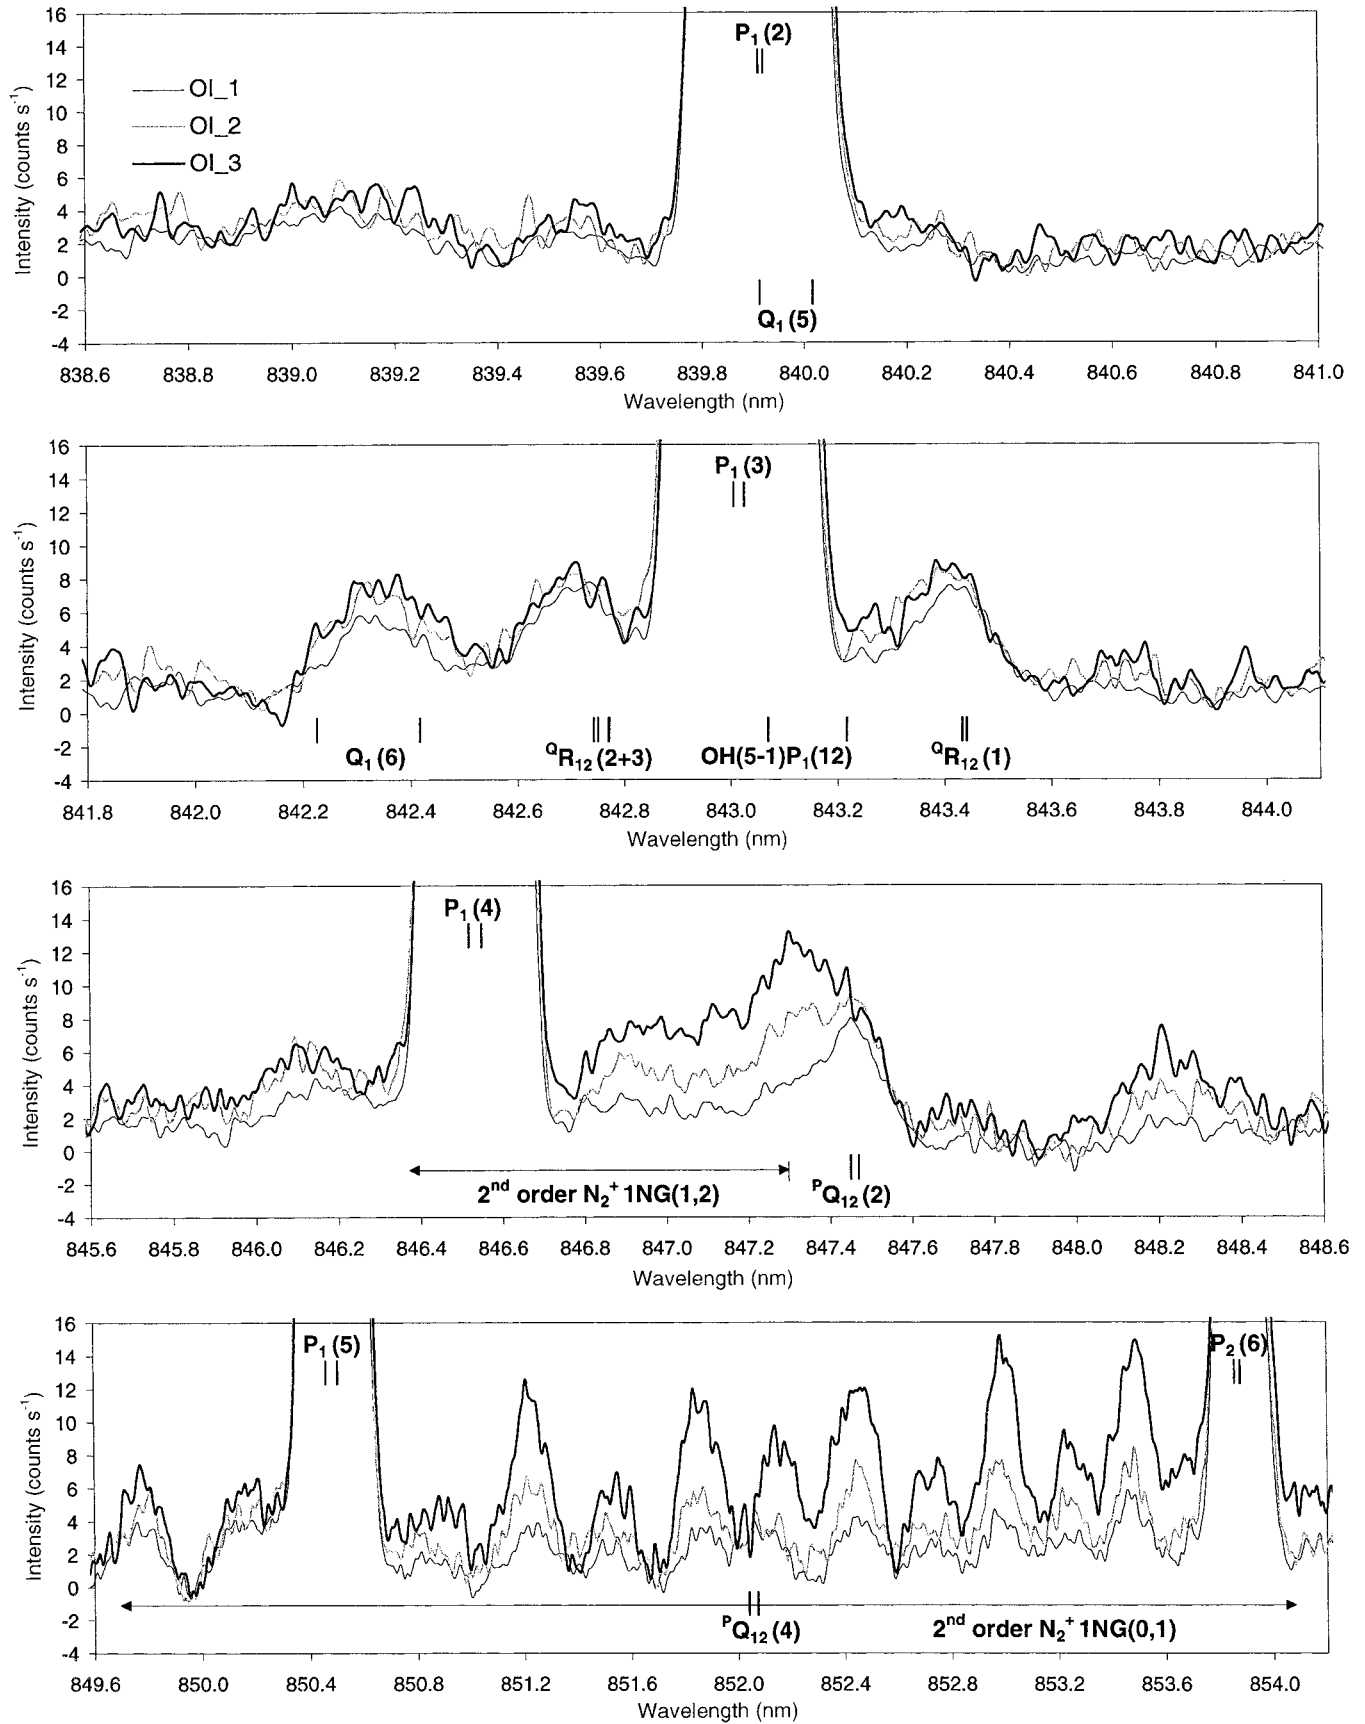 16
14
12
10
8
6
4
2
0
-2
-4
Intensity (counts s⁻¹)
OI_1
OI_2
OI_3
P₁(2)
Q₁(5)
838.6 838.8 839.0 839.2 839.4 839.6 839.8 840.0 840.2 840.4 840.6 840.8 841.0
Wavelength (nm)
16
14
12
10
8
6
4
2
0
-2
-4
Intensity (counts s⁻¹)
P₁(3)
Q₁(6) ᑫR₁₂(2+3) OH(5-1)P₁(12) ᑫR₁₂(1)
841.8 842.0 842.2 842.4 842.6 842.8 843.0 843.2 843.4 843.6 843.8 844.0
Wavelength (nm)
16
14
12
10
8
6
4
2
0
-2
-4
Intensity (counts s⁻¹)
P₁(4)
2ⁿᵈ order N₂⁺ 1NG(1,2) ᴾQ₁₂(2)
845.6 845.8 846.0 846.2 846.4 846.6 846.8 847.0 847.2 847.4 847.6 847.8 848.0 848.2 848.4 848.6
Wavelength (nm)
16
14
12
10
8
6
4
2
0
-2
-4
Intensity (counts s⁻¹)
P₁(5) P₂(6)
ᴾQ₁₂(4) 2ⁿᵈ order N₂⁺ 1NG(0,1)
849.6 850.0 850.4 850.8 851.2 851.6 852.0 852.4 852.8 853.2 853.6 854.0
Wavelength (nm)